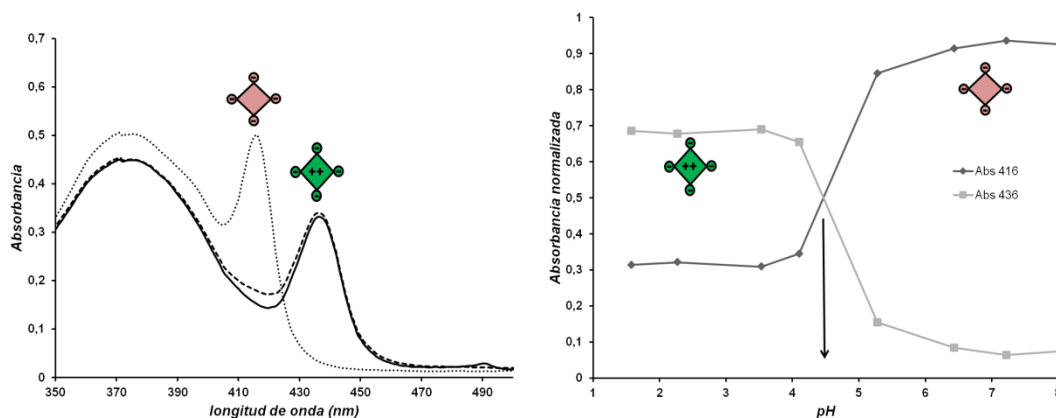 0,7
0,6
0,5
0,4
0,3
0,2
0,1
0
Absorbancia
350 370 390 410 430 450 470 490
longitud de onda (nm)
++
1
0,9
0,8
0,7
0,6
0,5
0,4
0,3
0,2
0,1
0
Absorbancia normalizada
++
Abs 416
Abs 436
1 2 3 4 5 6 7 8
pH